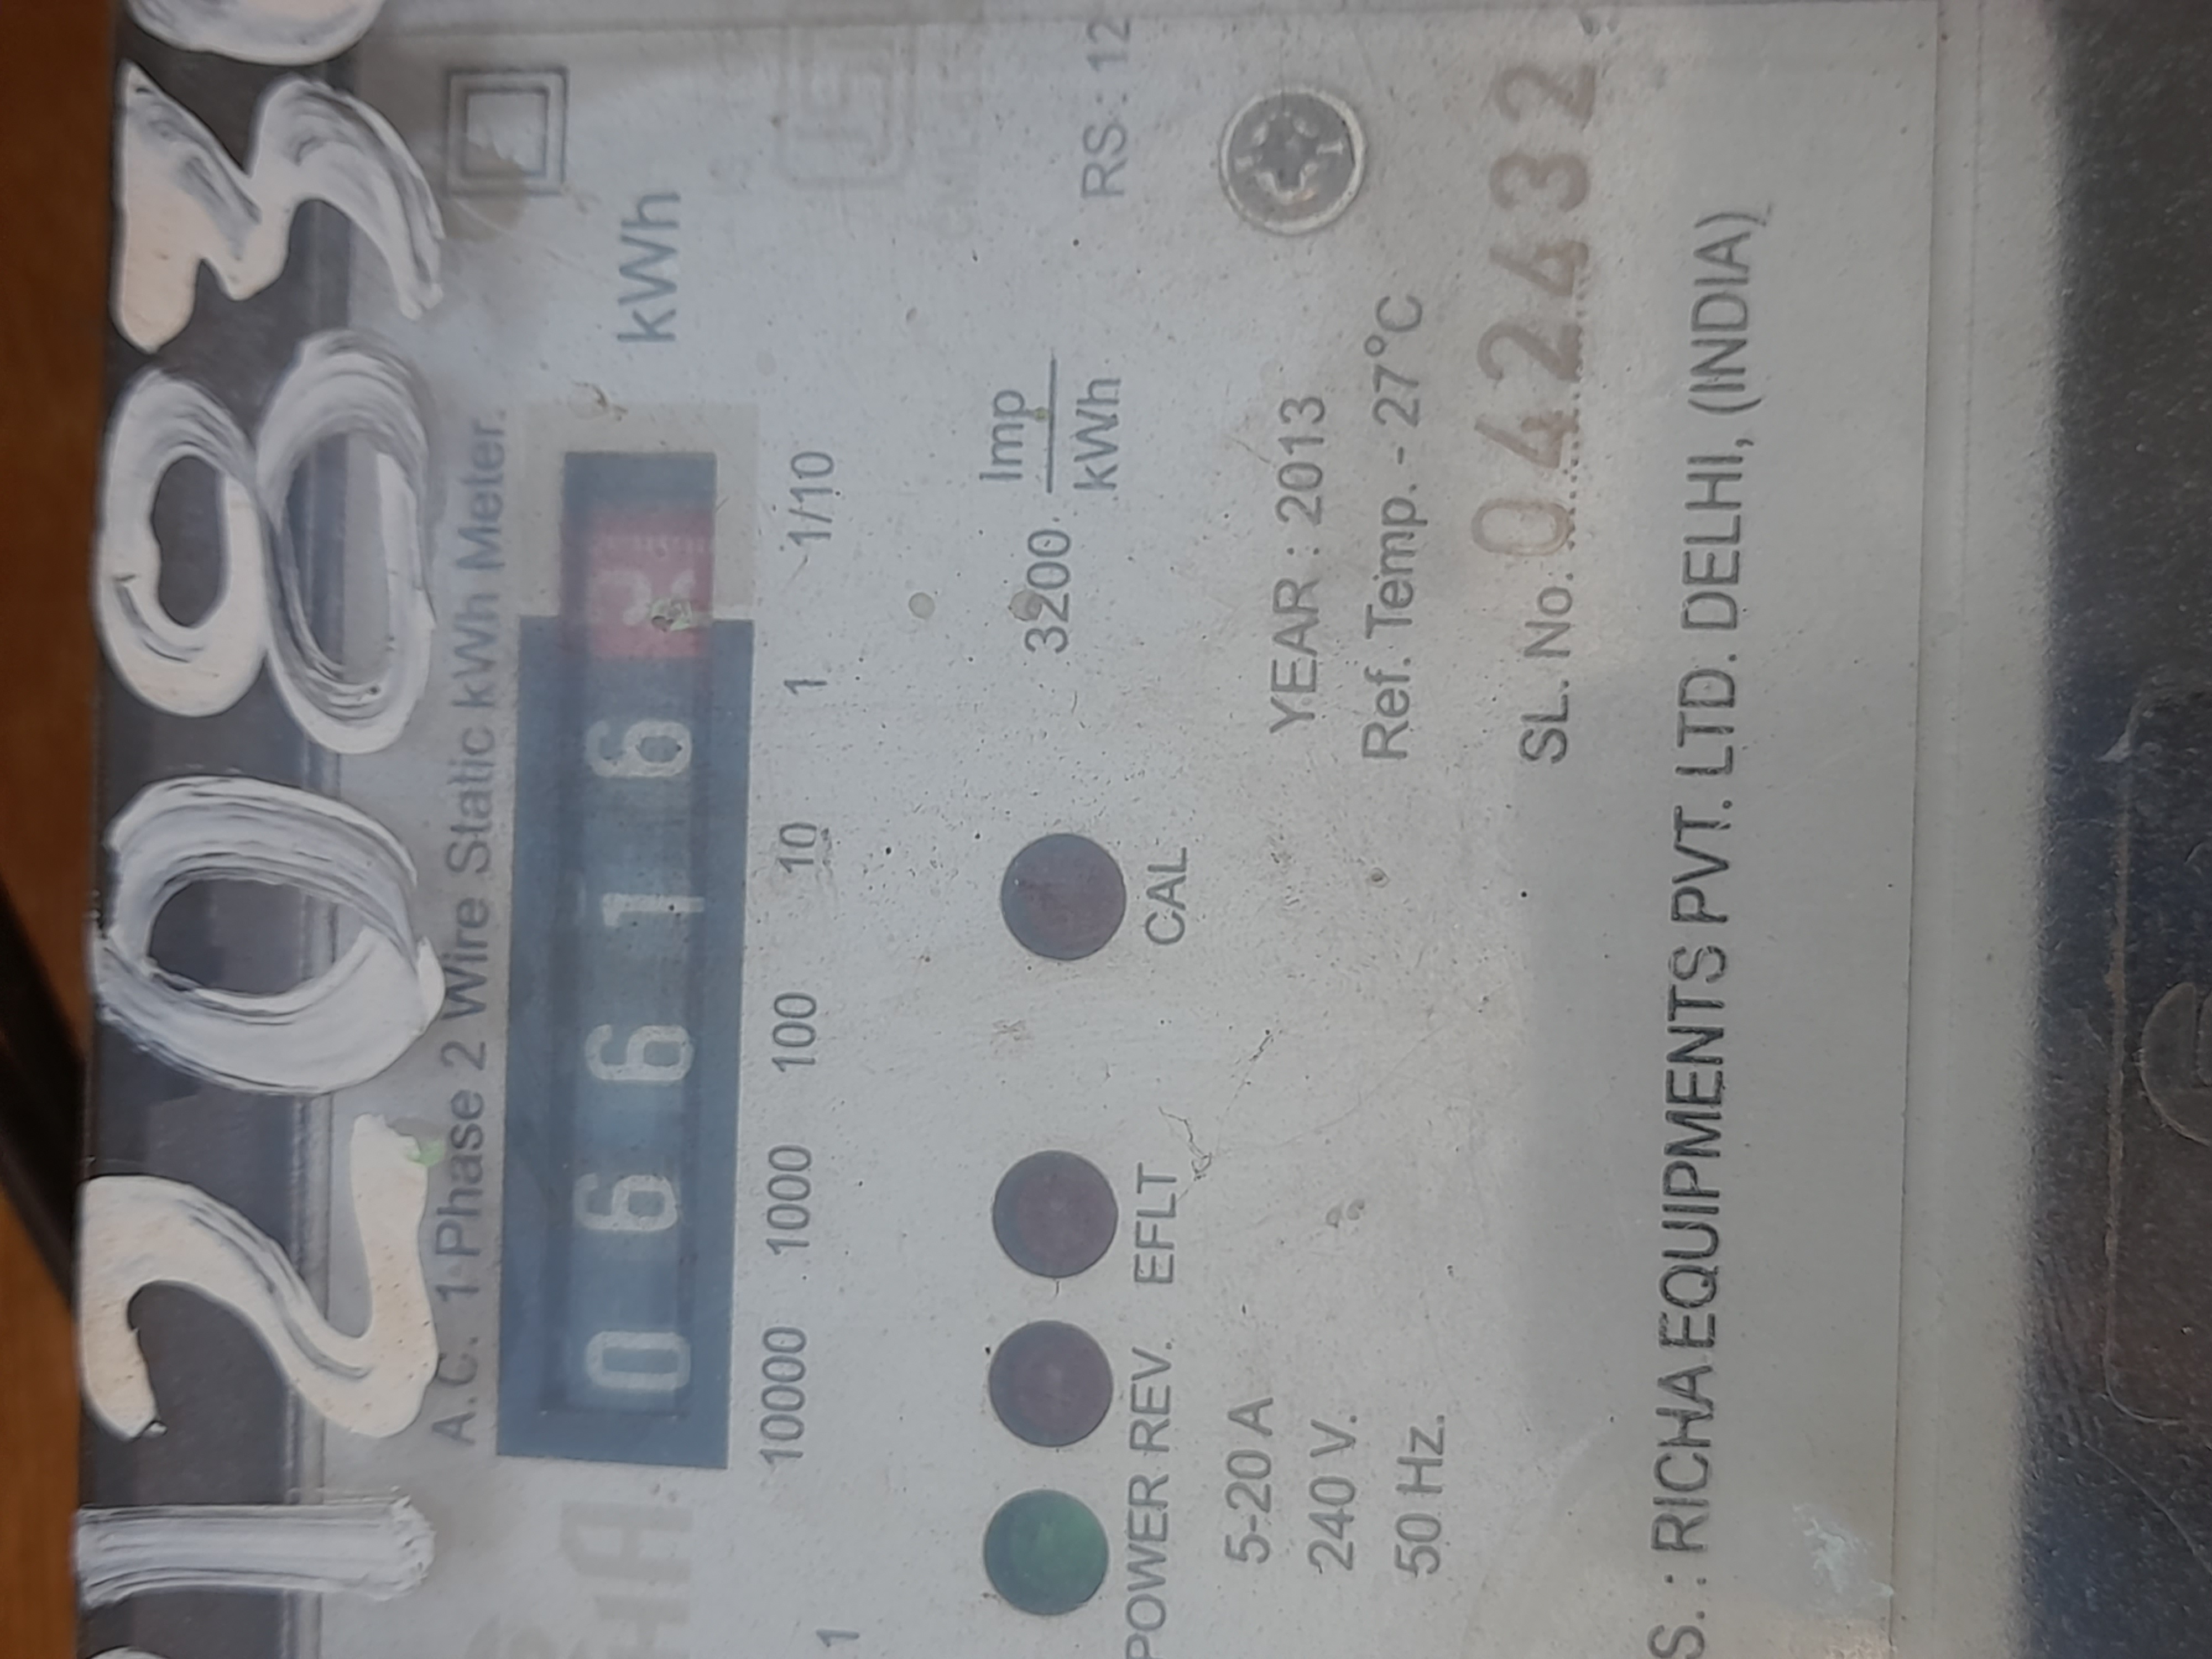 12083
A.C. 1 Phase 2 Wire Static kWh Meter.
0 6 6 1 6
kWh
10000 1000 100 10 1 1/10
1
3200 Imp/kWh
RS : 12
POWER REV. EFLT CAL
5-20 A
240 V.
50 Hz.
YEAR : 2013
Ref. Temp. - 27°C
SL. No. 042432
S. : RICHA EQUIPMENTS PVT. LTD. DELHI, (INDIA)